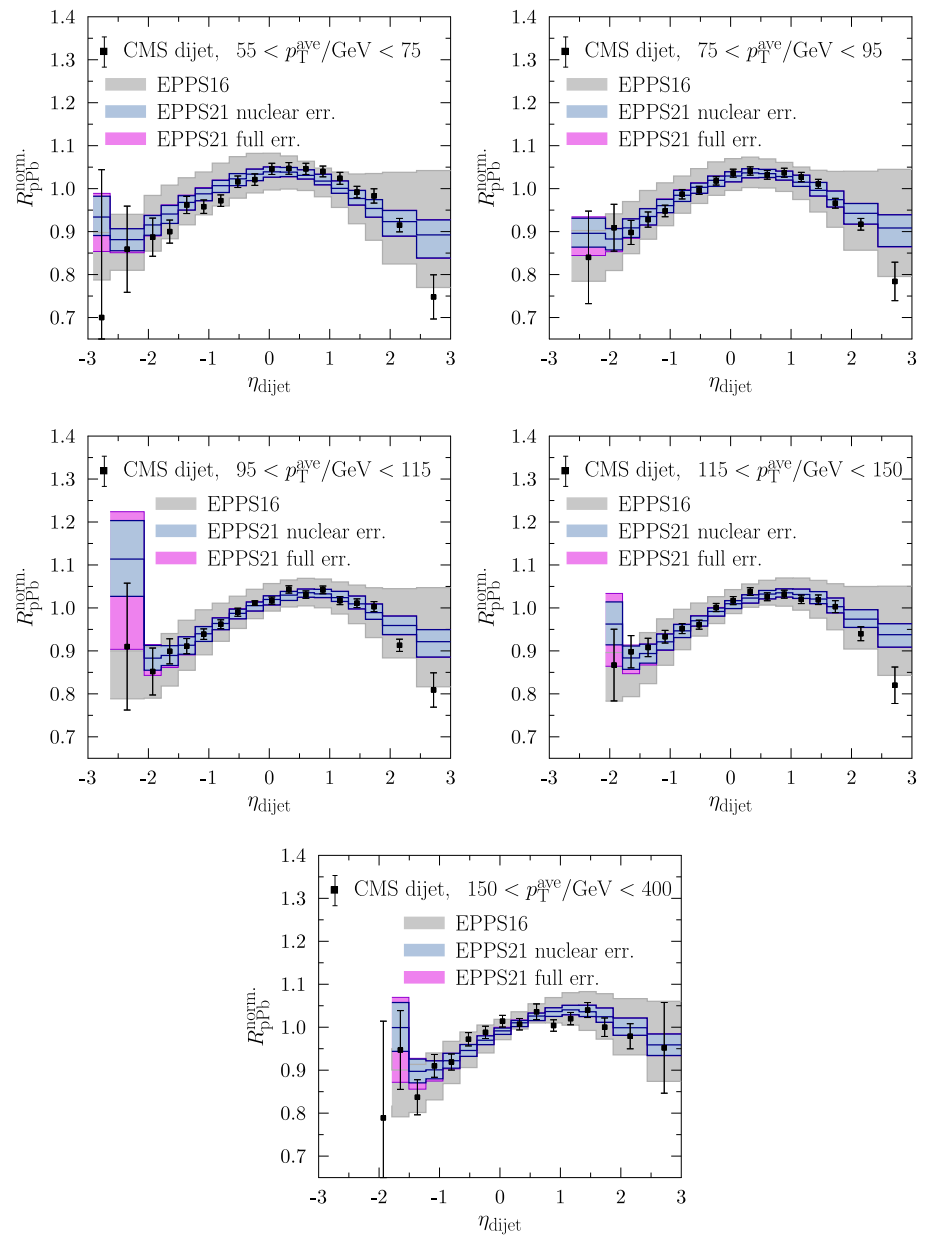 CMS dijet, 55 < p_T^ave/GeV < 75
EPPS16
EPPS21 nuclear err.
EPPS21 full err.
R_pPb^norm.
1.4
1.3
1.2
1.1
1.0
0.9
0.8
0.7
-3 -2 -1 0 1 2 3
η_dijet
CMS dijet, 75 < p_T^ave/GeV < 95
EPPS16
EPPS21 nuclear err.
EPPS21 full err.
R_pPb^norm.
1.4
1.3
1.2
1.1
1.0
0.9
0.8
0.7
-3 -2 -1 0 1 2 3
η_dijet
CMS dijet, 95 < p_T^ave/GeV < 115
EPPS16
EPPS21 nuclear err.
EPPS21 full err.
R_pPb^norm.
1.4
1.3
1.2
1.1
1.0
0.9
0.8
0.7
-3 -2 -1 0 1 2 3
η_dijet
CMS dijet, 115 < p_T^ave/GeV < 150
EPPS16
EPPS21 nuclear err.
EPPS21 full err.
R_pPb^norm.
1.4
1.3
1.2
1.1
1.0
0.9
0.8
0.7
-3 -2 -1 0 1 2 3
η_dijet
CMS dijet, 150 < p_T^ave/GeV < 400
EPPS16
EPPS21 nuclear err.
EPPS21 full err.
R_pPb^norm.
1.4
1.3
1.2
1.1
1.0
0.9
0.8
0.7
-3 -2 -1 0 1 2 3
η_dijet